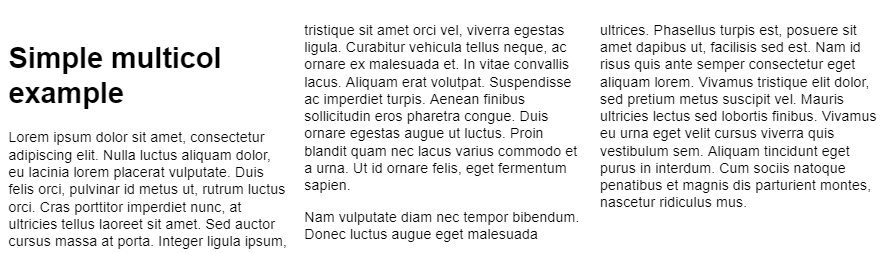 Simple multicol
example
Lorem ipsum dolor sit amet, consectetur
adipiscing elit. Nulla luctus aliquam dolor,
eu lacinia lorem placerat vulputate. Duis
felis orci, pulvinar id metus ut, rutrum luctus
orci. Cras porttitor imperdiet nunc, at
ultricies tellus laoreet sit amet. Sed auctor
cursus massa at porta. Integer ligula ipsum,
tristique sit amet orci vel, viverra egestas
ligula. Curabitur vehicula tellus neque, ac
ornare ex malesuada et. In vitae convallis
lacus. Aliquam erat volutpat. Suspendisse
ac imperdiet turpis. Aenean finibus
sollicitudin eros pharetra congue. Duis
ornare egestas augue ut luctus. Proin
blandit quam nec lacus varius commodo et
a urna. Ut id ornare felis, eget fermentum
sapien.
Nam vulputate diam nec tempor bibendum.
Donec luctus augue eget malesuada
ultrices. Phasellus turpis est, posuere sit
amet dapibus ut, facilisis sed est. Nam id
risus quis ante semper consectetur eget
aliquam lorem. Vivamus tristique elit dolor,
sed pretium metus suscipit vel. Mauris
ultricies lectus sed lobortis finibus. Vivamus
eu urna eget velit cursus viverra quis
vestibulum sem. Aliquam tincidunt eget
purus in interdum. Cum sociis natoque
penatibus et magnis dis parturient montes,
nascetur ridiculus mus.